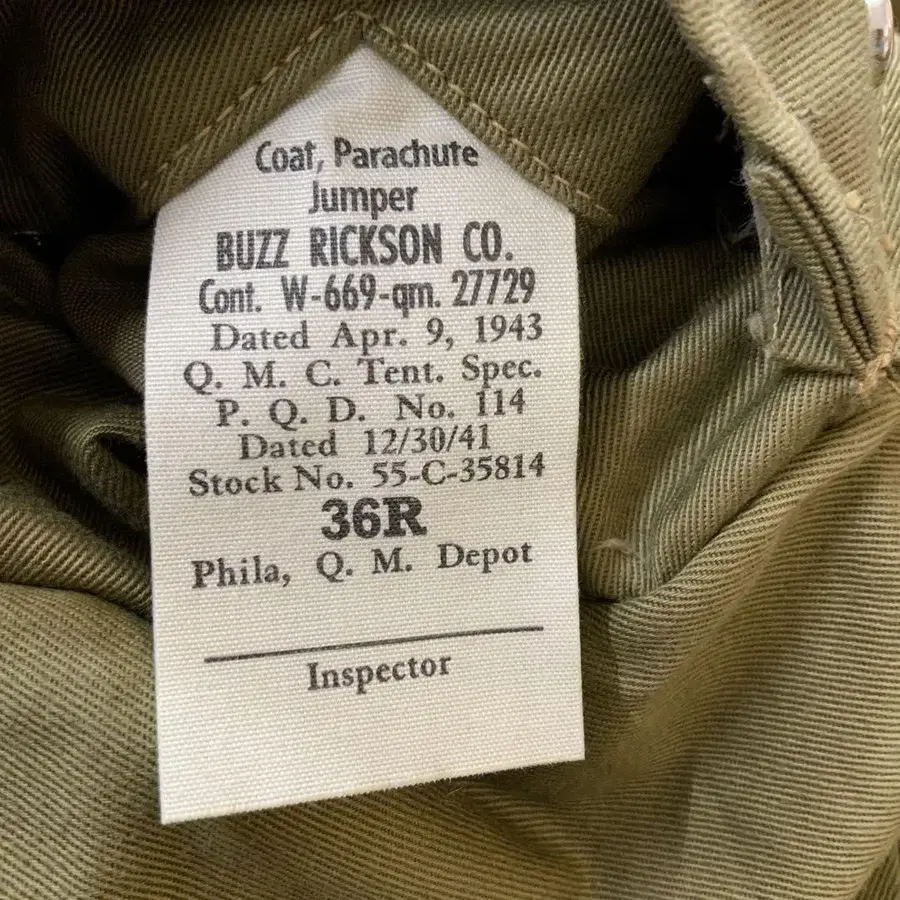 Coat, Parachute
Jumper
BUZZ RICKSON CO.
Cont. W-669-qm. 27729
Dated Apr. 9, 1943
Q. M. C. Tent. Spec.
P. Q. D. No. 114
Dated 12/30/41
Stock No. 55-C-35814
36R
Phila, Q. M. Depot
Inspector